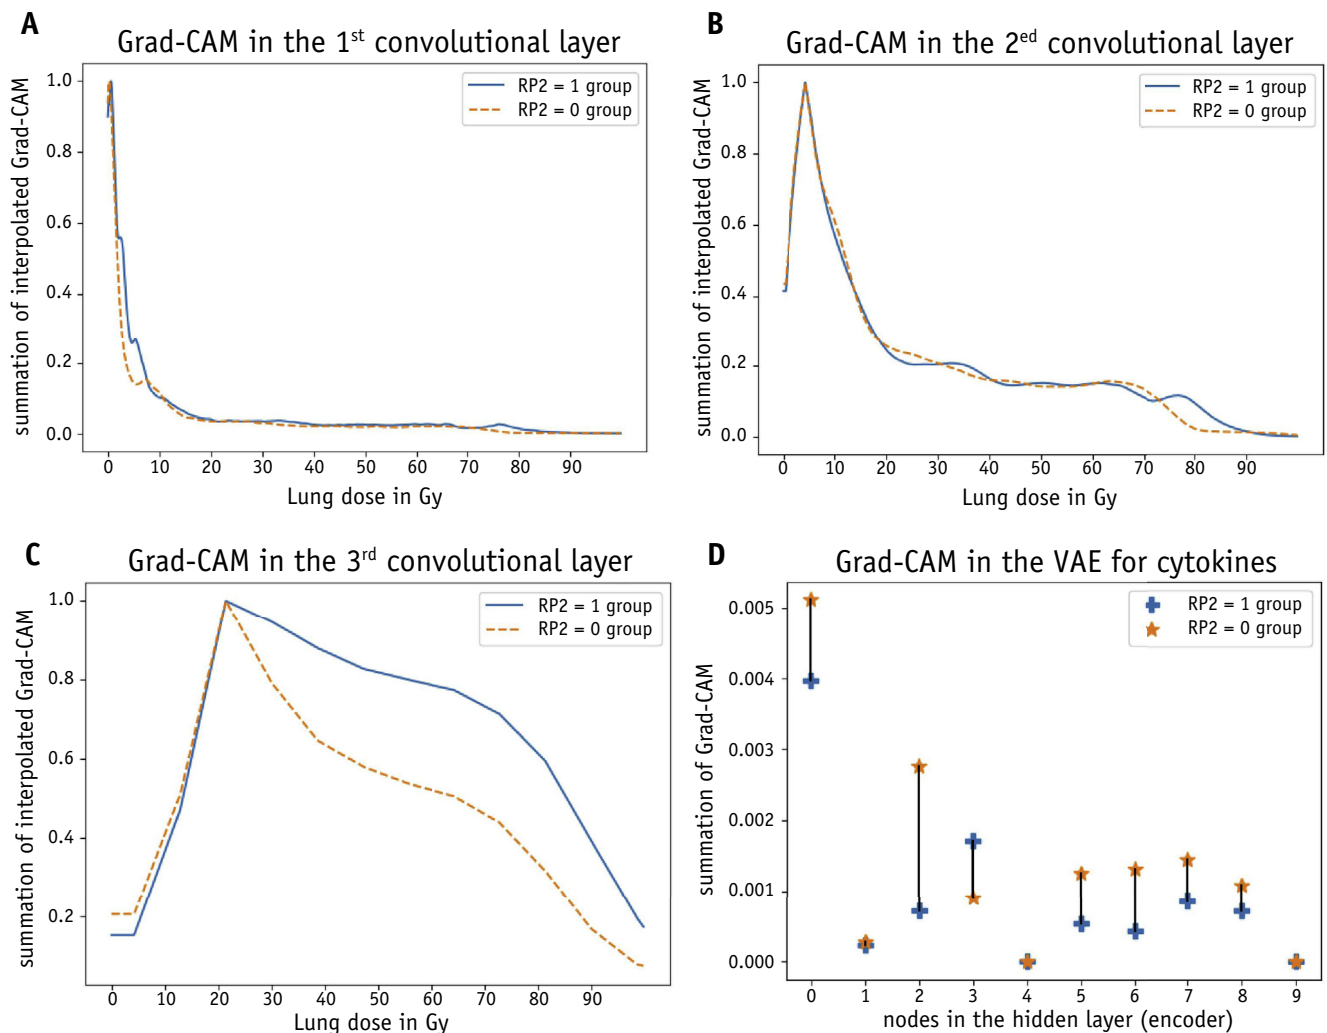 A
Grad-CAM in the 1st convolutional layer
summation of interpolated Grad-CAM
1.0
0.8
0.6
0.4
0.2
0.0
RP2 = 1 group
RP2 = 0 group
0 10 20 30 40 50 60 70 80 90
Lung dose in Gy
B
Grad-CAM in the 2ed convolutional layer
summation of interpolated Grad-CAM
1.0
0.8
0.6
0.4
0.2
0.0
RP2 = 1 group
RP2 = 0 group
0 10 20 30 40 50 60 70 80 90
Lung dose in Gy
C
Grad-CAM in the 3rd convolutional layer
summation of interpolated Grad-CAM
1.0
0.8
0.6
0.4
0.2
RP2 = 1 group
RP2 = 0 group
0 10 20 30 40 50 60 70 80 90
Lung dose in Gy
D
Grad-CAM in the VAE for cytokines
summation of Grad-CAM
0.005
0.004
0.003
0.002
0.001
0.000
RP2 = 1 group
RP2 = 0 group
0 1 2 3 4 5 6 7 8 9
nodes in the hidden layer (encoder)